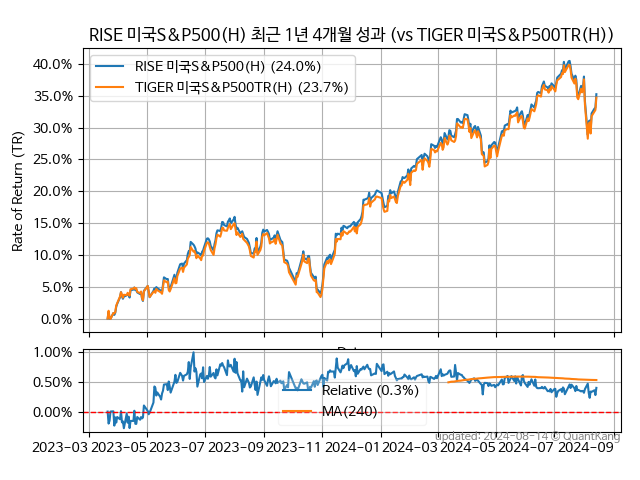 RISE 미국S&P500(H) 최근 1년 4개월 성과 (vs TIGER 미국S&P500TR(H))
RISE 미국S&P500(H) (24.0%)
TIGER 미국S&P500TR(H) (23.7%)
Rate of Return (TR)
40.0%
35.0%
30.0%
25.0%
20.0%
15.0%
10.0%
5.0%
0.0%
1.00%
0.50%
0.00%
Relative (0.3%)
MA(240)
Updated: 2024-08-14 © QuantKang
2023-03 2023-05 2023-07 2023-09 2023-11 2024-01 2024-03 2024-05 2024-07 2024-09